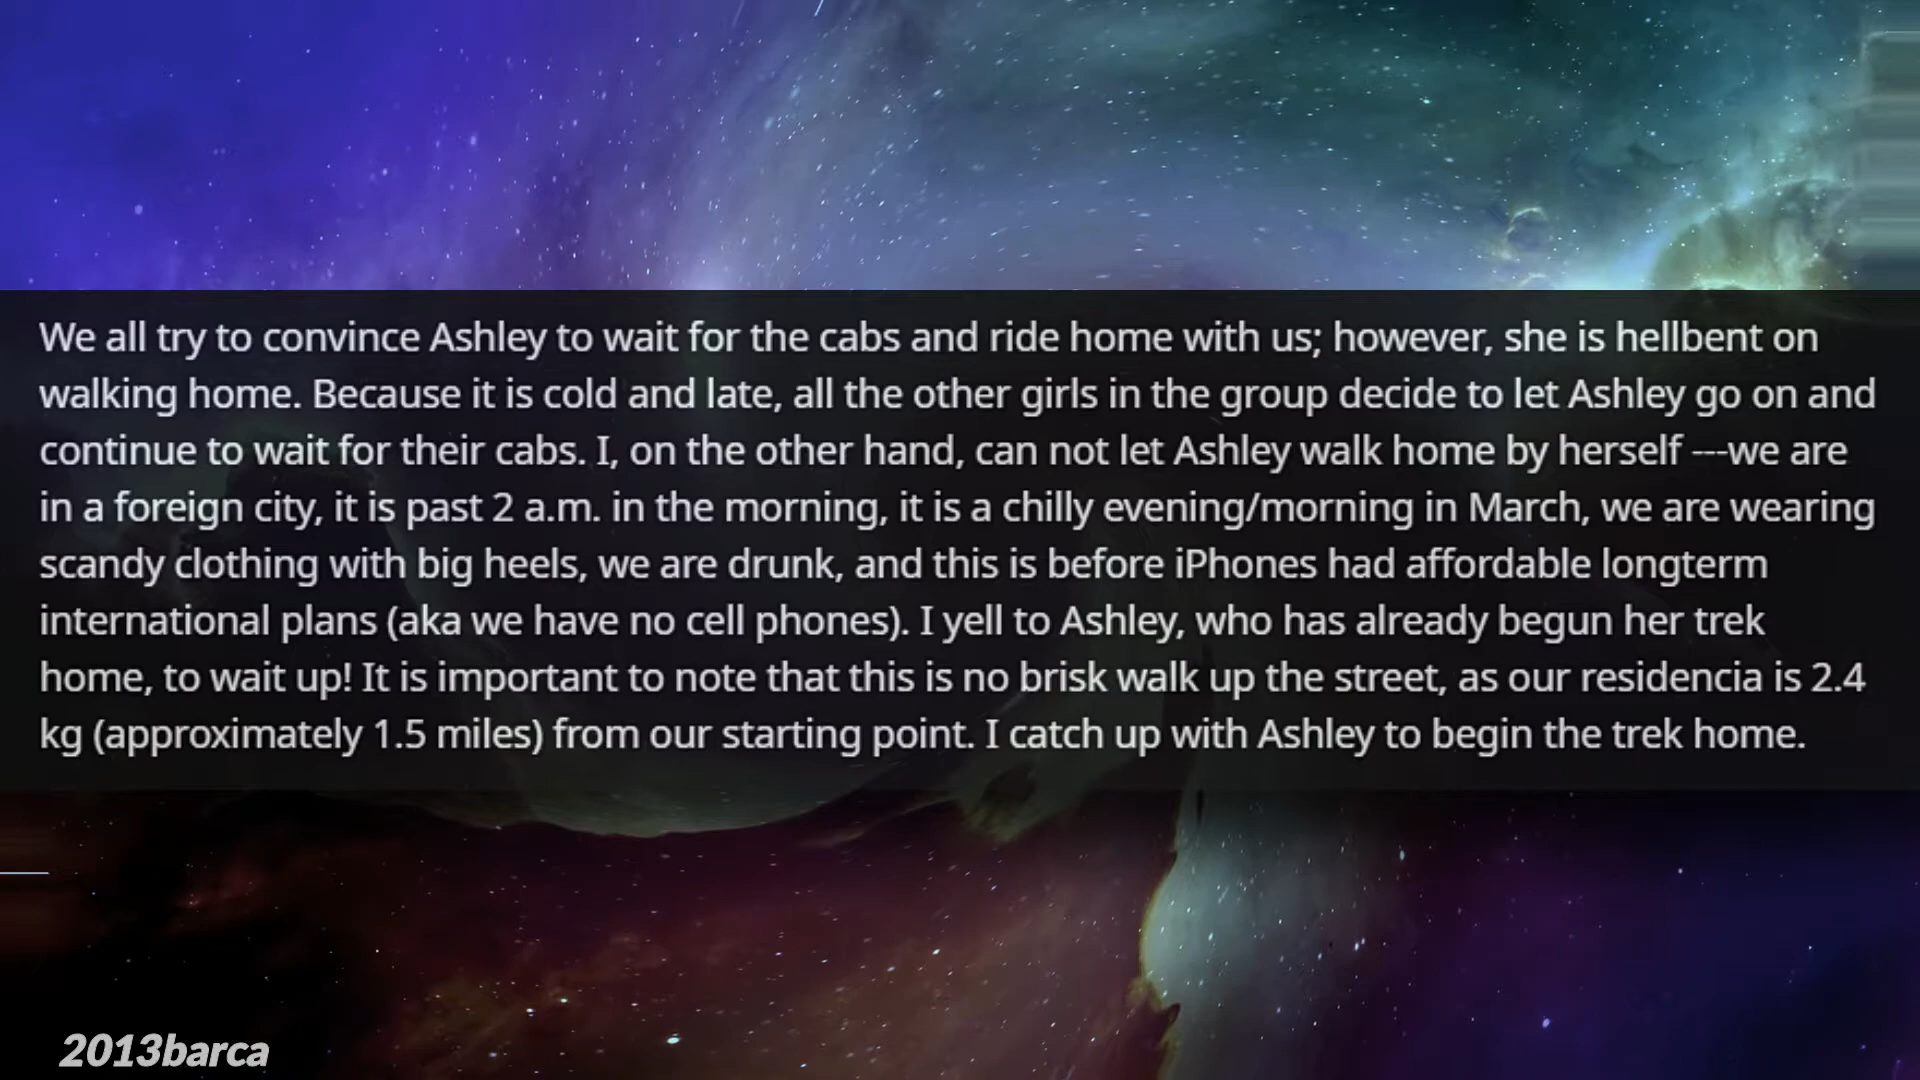 We all try to convince Ashley to wait for the cabs and ride home with us; however, she is hellbent on
walking home. Because it is cold and late, all the other girls in the group decide to let Ashley go on and
continue to wait for their cabs. I, on the other hand, can not let Ashley walk home by herself ---we are
in a foreign city, it is past 2 a.m. in the morning, it is a chilly evening/morning in March, we are wearing
scandy clothing with big heels, we are drunk, and this is before iPhones had affordable longterm
international plans (aka we have no cell phones). I yell to Ashley, who has already begun her trek
home, to wait up! It is important to note that this is no brisk walk up the street, as our residencia is 2.4
kg (approximately 1.5 miles) from our starting point. I catch up with Ashley to begin the trek home.
2013barca